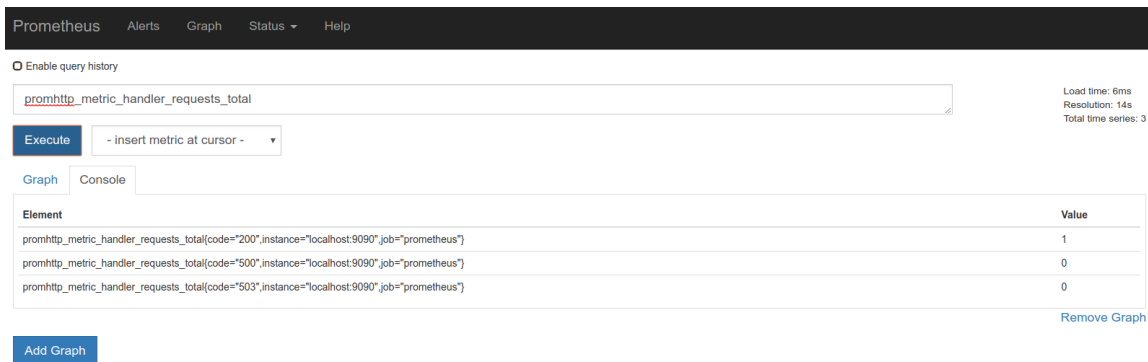 Prometheus Alerts Graph Status Help
Enable query history
promhttp_metric_handler_requests_total
Load time: 6ms
Resolution: 14s
Total time series: 3
Execute - insert metric at cursor -
Graph Console
Element Value
promhttp_metric_handler_requests_total{code="200",instance="localhost:9090",job="prometheus"} 1
promhttp_metric_handler_requests_total{code="500",instance="localhost:9090",job="prometheus"} 0
promhttp_metric_handler_requests_total{code="503",instance="localhost:9090",job="prometheus"} 0
Remove Graph
Add Graph